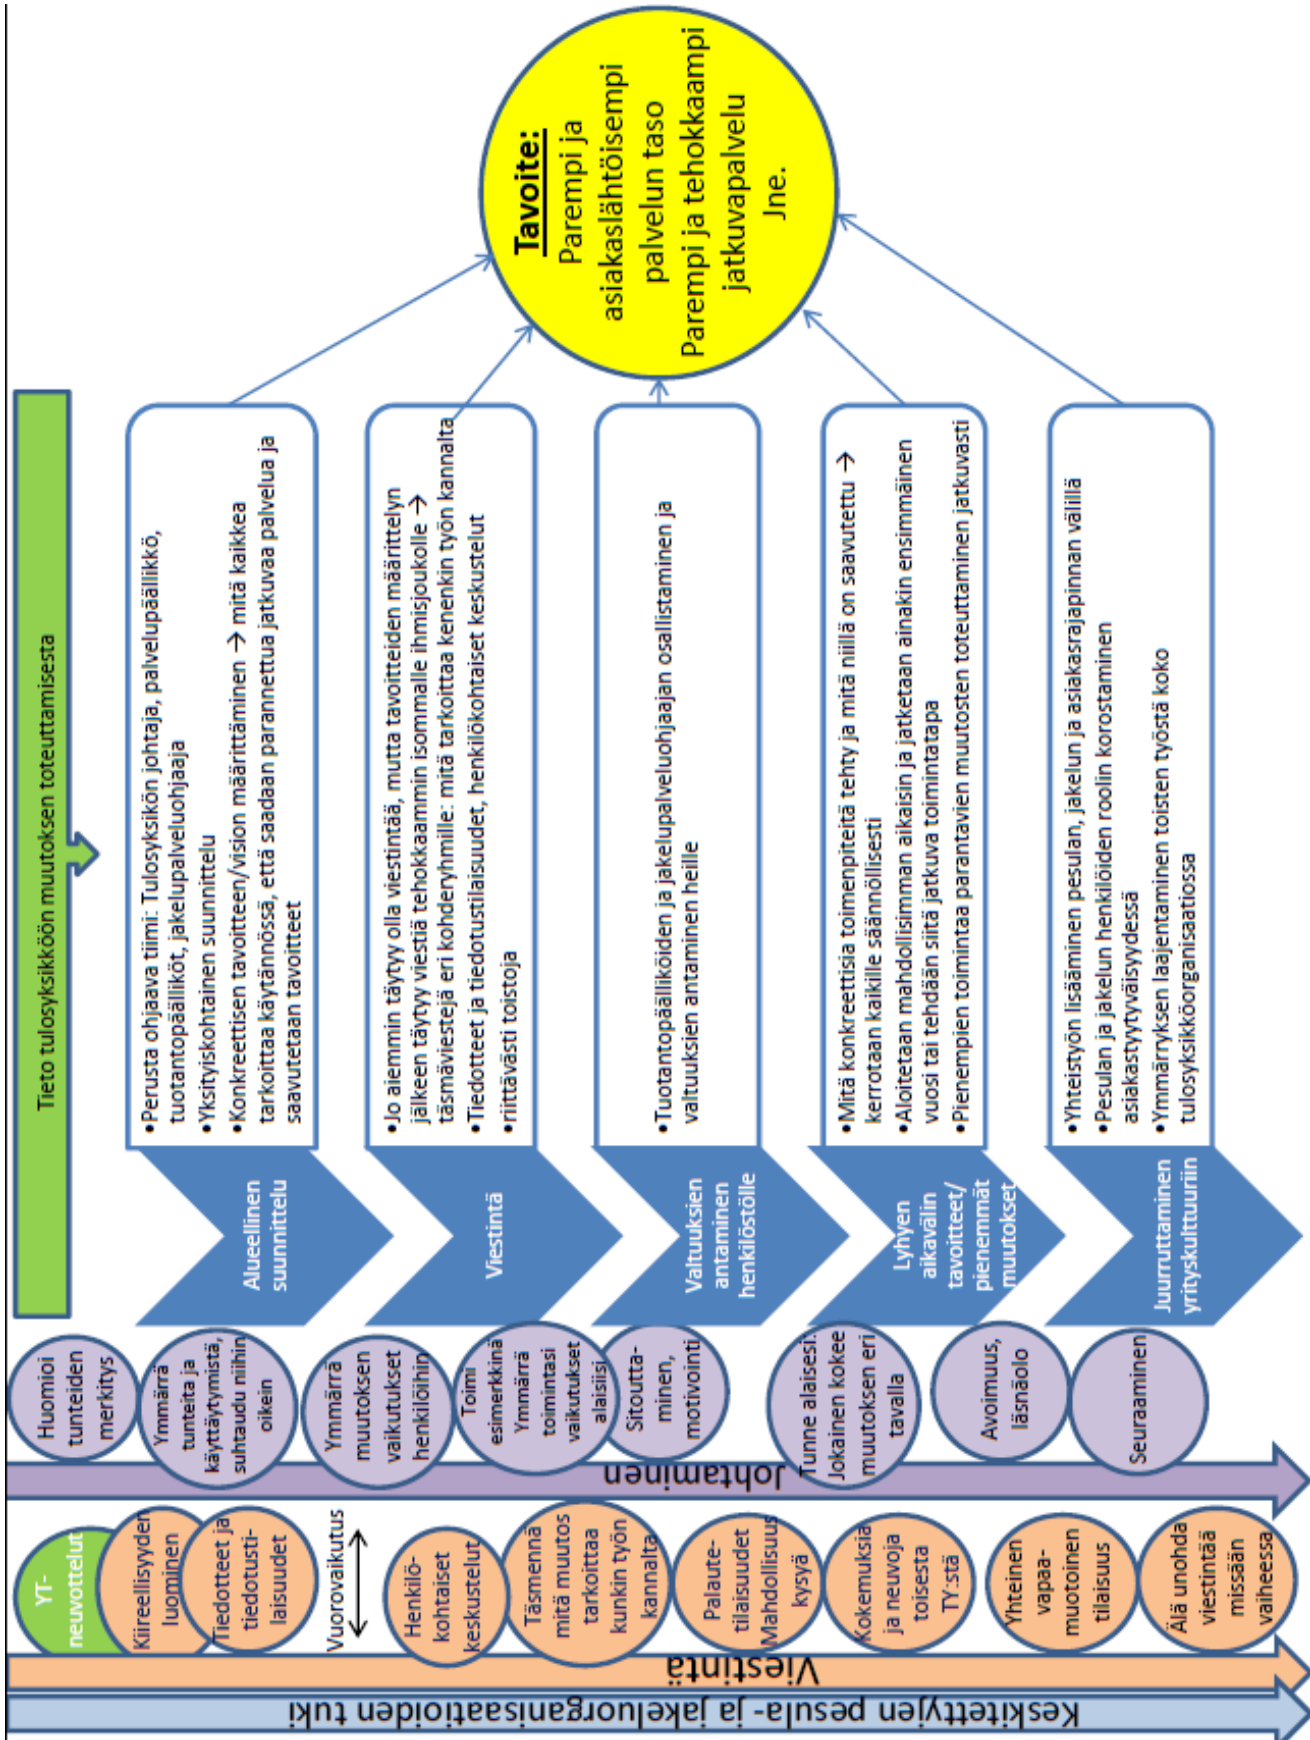 Tieto tulosyksikköön muutoksen toteuttamisesta
Alueellinen
suunnittelu
•Perusta ohjaava tiimi: Tulosyksikön johtaja, palvelupäällikkö,
tuotantopäälliköt, jakelupalveluohjaaja
•Yksityiskohtainen suunnittelu
•Konkreettisen tavoitteen/vision määrittäminen → mitä kaikkea
tarkoittaa käytännössä, että saadaan parannettua jatkuvaa palvelua ja
saavutetaan tavoitteet
Viestintä
•Jo aiemmin täytyy olla viestintää, mutta tavoitteiden määrittelyn
jälkeen täytyy viestiä tehokkaammin isommalle ihmisjoukolle →
täsmäviestejä eri kohderyhmille: mitä tarkoittaa kenenkin työn kannalta
•Tiedotteet ja tiedotustilaisuudet, henkilökohtaiset keskustelut
•riittävästi toistoja
Valtuuksien
antaminen
henkilöstölle
•Tuotantopäälliköiden ja jakelupalveluohjaajan osallistaminen ja
valtuuksien antaminen heille
Lyhyen
aikavälin
tavoitteet/
pienemmät
muutokset
•Mitä konkreettisia toimenpiteitä tehty ja mitä niillä on saavutettu →
kerrotaan kaikille säännöllisesti
•Aloitetaan mahdollisimman aikaisin ja jatketaan ainakin ensimmäinen
vuosi tai tehdään siitä jatkuva toimintatapa
•Pienempien toimintaa parantavien muutosten toteuttaminen jatkuvasti
Juurruttaminen
yrityskulttuuriin
•Yhteistyön lisääminen pesulan, jakelun ja asiakasrajapinnan välillä
•Pesulan ja jakelun henkilöiden roolin korostaminen
asiakastyytyväisyydessä
•Ymmärryksen laajentaminen toisten työstä koko
tulosyksikköorganisaatiossa
Tavoite:
Parempi ja
asiakaslähtöisempi
palvelun taso
Parempi ja tehokkaampi
jatkuvapalvelu
Jne.
Huomioi
tunteiden
merkitys
Ymmärrä
tunteita ja
käyttäytymistä,
suhtaudu niihin
oikein
Ymmärrä
muutoksen
vaikutukset
henkilöihin
Toimi
esimerkkinä
Ymmärrä
toimintasi
vaikutukset
alaisiisi
Sitoutta-
minen,
motivointi
Tunne alaisesi:
Jokainen kokee
muutoksen eri
tavalla
Avoimuus,
läsnäolo
Seuraaminen
Johtaminen
YT-
neuvottelut
Kiireellisyyden
luominen
Tiedotteet ja
tiedotusti-
laisuudet
Vuorovaikutus
Henkilö-
kohtaiset
keskustelut
Täsmennä
mitä muutos
tarkoittaa
kunkin työn
kannalta
Palaute-
tilaisuudet
Mahdollisuus
kysyä
Kokemuksia
ja neuvoja
toisesta
TY:stä
Yhteinen
vapaa-
muotoinen
tilaisuus
Älä unohda
viestintää
missään
vaiheessa
Viestintä
Keskitettyjen pesula- ja jakeluorganisaatioiden tuki